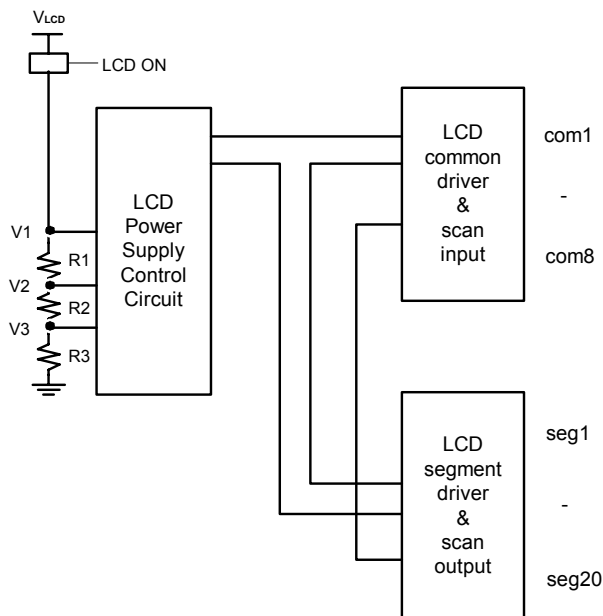 VLCD
LCD ON
LCD
Power
Supply
Control
Circuit
V1
R1
V2
R2
V3
R3
LCD
common
driver
&
scan
input
com1
-
com8
LCD
segment
driver
&
scan
output
seg1
-
seg20